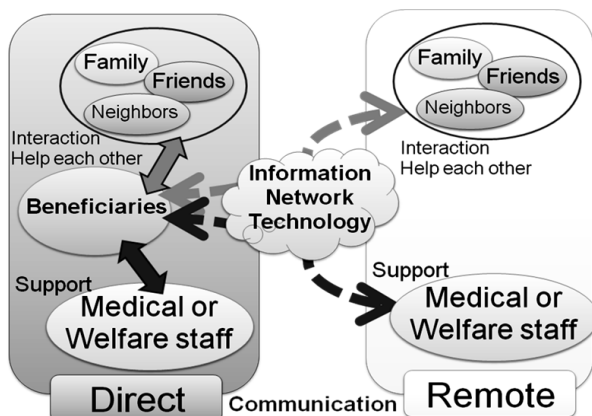 Family
Friends
Neighbors
Interaction
Help each other
Beneficiaries
Support
Medical or
Welfare staff
Direct
Information
Network
Technology
Communication
Family
Friends
Neighbors
Interaction
Help each other
Support
Medical or
Welfare staff
Remote